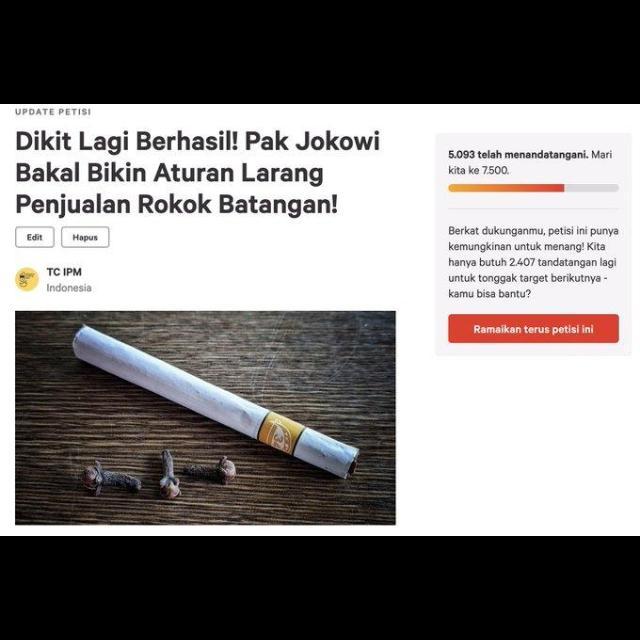 UPDATE PETISI
Dikit Lagi Berhasil! Pak Jokowi
Bakal Bikin Aturan Larang
Penjualan Rokok Batangan!
Edit
Hapus
TC IPM
Indonesia
5.093 telah menandatangani. Mari
kita ke 7.500.
Berkat dukunganmu, petisi ini punya
kemungkinan untuk menang! Kita
hanya butuh 2.407 tandatangan lagi
untuk tonggak target berikutnya -
kamu bisa bantu?
Ramaikan terus petisi ini